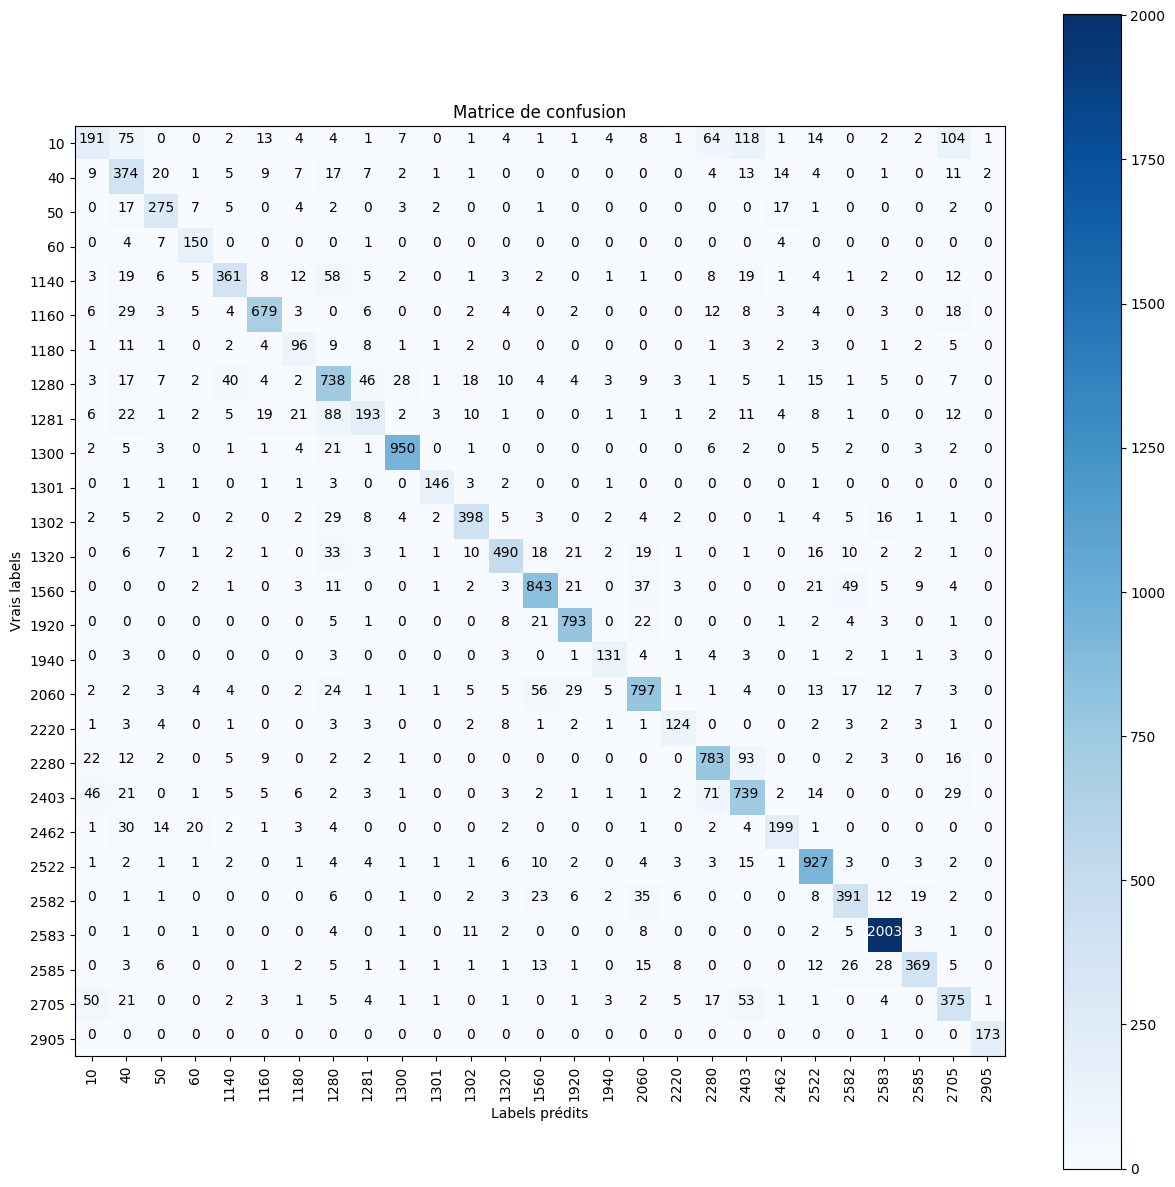 Matrice de confusion
10 191 75 0 0 2 13 4 4 1 7 0 1 4 1 1 4 8 1 64 118 1 14 0 2 2 104 1
40 9 374 20 1 5 9 7 17 7 2 1 1 0 0 0 0 0 0 4 13 14 4 0 1 0 11 2
50 0 17 275 7 5 0 4 2 0 3 2 0 0 1 0 0 0 0 0 0 17 1 0 0 0 2 0
60 0 4 7 150 0 0 0 0 1 0 0 0 0 0 0 0 0 0 0 0 4 0 0 0 0 0 0
1140 3 19 6 5 361 8 12 58 5 2 0 1 3 2 0 1 1 0 8 19 1 4 1 2 0 12 0
1160 6 29 3 5 4 679 3 0 6 0 0 2 4 0 2 0 0 0 12 8 3 4 0 3 0 18 0
1180 1 11 1 0 2 4 96 9 8 1 1 2 0 0 0 0 0 0 1 3 2 3 0 1 2 5 0
1280 3 17 7 2 40 4 2 738 46 28 1 18 10 4 4 3 9 3 1 5 1 15 1 5 0 7 0
1281 6 22 1 2 5 19 21 88 193 2 3 10 1 0 0 1 1 1 2 11 4 8 1 0 0 12 0
1300 2 5 3 0 1 1 4 21 1 950 0 1 0 0 0 0 0 0 6 2 0 5 2 0 3 2 0
1301 0 1 1 1 0 1 1 3 0 0 146 3 2 0 0 1 0 0 0 0 0 1 0 0 0 0 0
1302 2 5 2 0 2 0 2 29 8 4 2 398 5 3 0 2 4 2 0 0 1 4 5 16 1 1 0
1320 0 6 7 1 2 1 0 33 3 1 1 10 490 18 21 2 19 1 0 1 0 16 10 2 2 1 0
1560 0 0 0 2 1 0 3 11 0 0 1 2 3 843 21 0 37 3 0 0 0 21 49 5 9 4 0
1920 0 0 0 0 0 0 0 5 1 0 0 0 8 21 793 0 22 0 0 0 1 2 4 3 0 1 0
1940 0 3 0 0 0 0 0 3 0 0 0 0 3 0 1 131 4 1 4 3 0 1 2 1 1 3 0
2060 2 2 3 4 4 0 2 24 1 1 1 5 5 56 29 5 797 1 1 4 0 13 17 12 7 3 0
2220 1 3 4 0 1 0 0 3 3 0 0 2 8 1 2 1 1 124 0 0 0 2 3 2 3 1 0
2280 22 12 2 0 5 9 0 2 2 1 0 0 0 0 0 0 0 0 783 93 0 0 2 3 0 16 0
2403 46 21 0 1 5 5 6 2 3 1 0 0 3 2 1 1 1 2 71 739 2 14 0 0 0 29 0
2462 1 30 14 20 2 1 3 4 0 0 0 0 2 0 0 0 1 0 2 4 199 1 0 0 0 0 0
2522 1 2 1 1 2 0 1 4 4 1 1 1 6 10 2 0 4 3 3 15 1 927 3 0 3 2 0
2582 0 1 1 0 0 0 0 6 0 1 0 2 3 23 6 2 35 6 0 0 0 8 391 12 19 2 0
2583 0 1 0 1 0 0 0 4 0 1 0 11 2 0 0 0 8 0 0 0 0 2 5 2003 3 1 0
2585 0 3 6 0 0 1 2 5 1 1 1 1 1 13 1 0 15 8 0 0 0 12 26 28 369 5 0
2705 50 21 0 0 2 3 1 5 4 1 1 0 1 0 1 3 2 5 17 53 1 1 0 4 0 375 1
2905 0 0 0 0 0 0 0 0 0 0 0 0 0 0 0 0 0 0 0 0 0 0 0 1 0 0 173
10 40 50 60 1140 1160 1180 1280 1281 1300 1301 1302 1320 1560 1920 1940 2060 2220 2280 2403 2462 2522 2582 2583 2585 2705 2905
Labels prédits
Vrais labels
2000
1750
1500
1250
1000
750
500
250
0